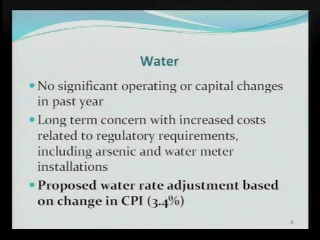 Water
• No significant operating or capital changes
in past year
• Long term concern with increased costs
related to regulatory requirements,
including arsenic and water meter
installations
• Proposed water rate adjustment based
on change in CPI (3.4%)